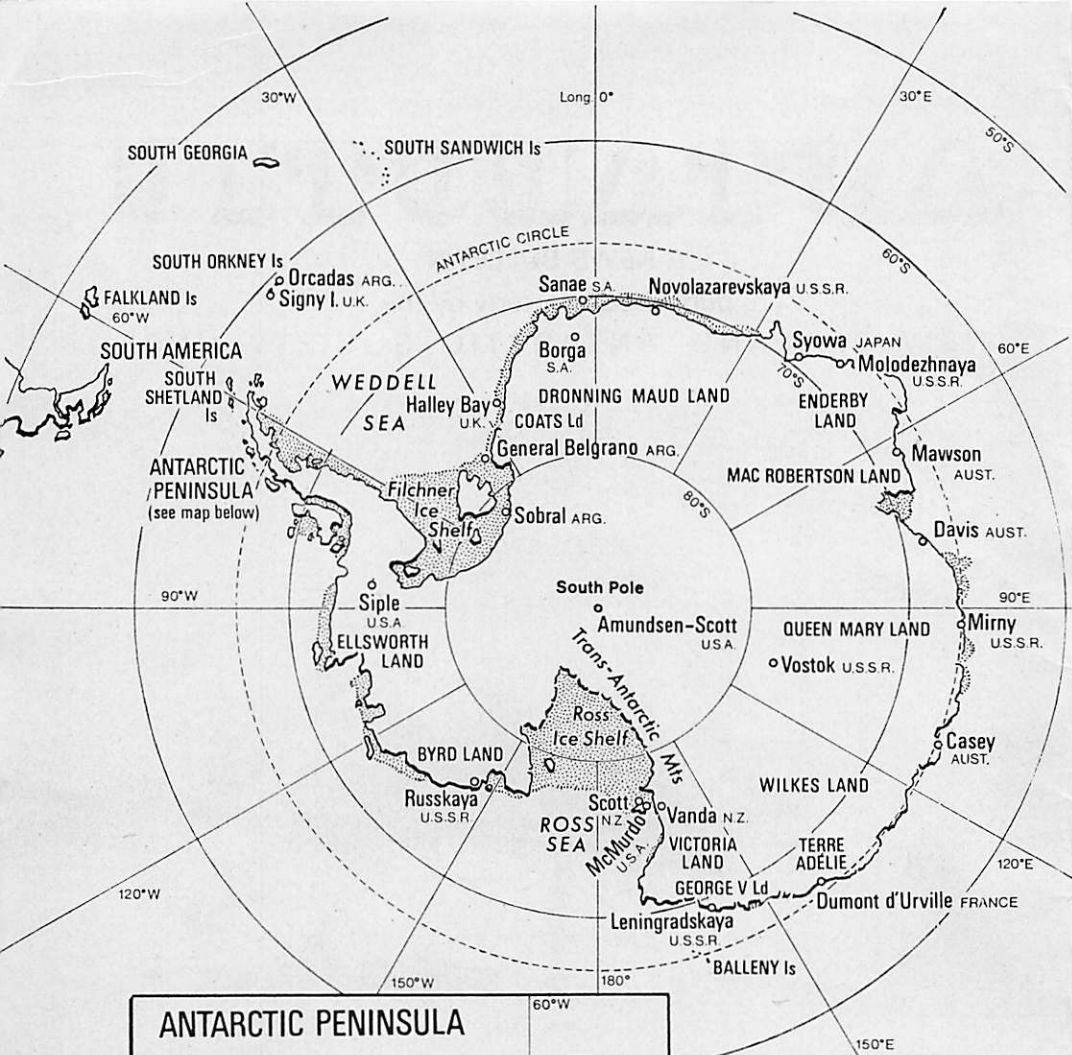 30°W
Long. 0°
30°E
50°S
SOUTH GEORGIA
SOUTH SANDWICH Is
ANTARCTIC CIRCLE
60°S
SOUTH ORKNEY Is
Orcadas ARG.
Signy I. U.K.
FALKLAND Is
60°W
Sanae S.A.
Novolazarevskaya U.S.S.R.
SOUTH AMERICA
SOUTH
SHETLAND
Is
WEDDELL
SEA
Borga
S.A.
Syowa JAPAN
60°E
Molodezhnaya
U.S.S.R.
70°S
Halley Bay
U.K.
COATS Ld
DRONNING MAUD LAND
ENDERBY
LAND
General Belgrano ARG.
Mawson
AUST.
ANTARCTIC
PENINSULA
(see map below)
Filchner
Ice
Shelf
MAC ROBERTSON LAND
80°S
Sobral ARG.
Davis AUST.
90°W
Siple
U.S.A.
South Pole
Amundsen-Scott
U.S.A.
90°E
QUEEN MARY LAND
Mirny
U.S.S.R.
ELLSWORTH
LAND
Vostok U.S.S.R.
Trans-Antarctic
Mts
Ross
Ice Shelf
BYRD LAND
Casey
AUST.
Russkaya
U.S.S.R.
WILKES LAND
Scott
N.Z.
McMurdo
U.S.A.
Vanda N.Z.
ROSS
SEA
VICTORIA
LAND
TERRE
ADÉLIE
120°W
120°E
GEORGE V Ld
Dumont d'Urville FRANCE
Leningradskaya
U.S.S.R.
BALLENY Is
150°W
180°
150°E
60°W
ANTARCTIC PENINSULA